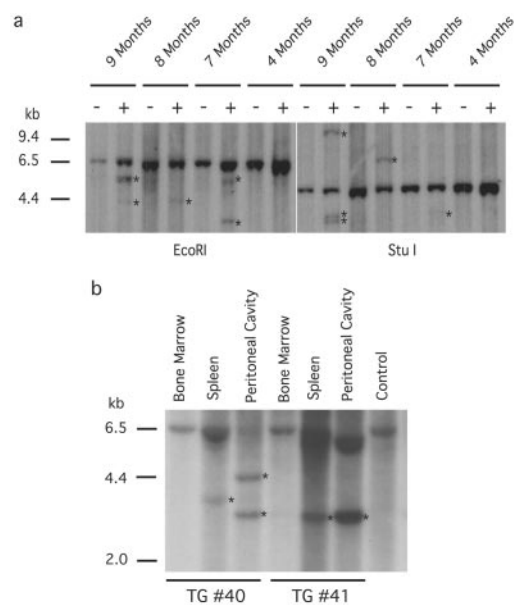 a
9 Months 8 Months 7 Months 4 Months 9 Months 8 Months 7 Months 4 Months
kb - + - + - + - + - + - + - + - +
9.4
6.5
4.4
* * * * * * * * * *
EcoRI Stu I
b
Bone Marrow Spleen Peritoneal Cavity Bone Marrow Spleen Peritoneal Cavity Control
kb
6.5
4.4
2.0
* * * * *
TG #40 TG #41